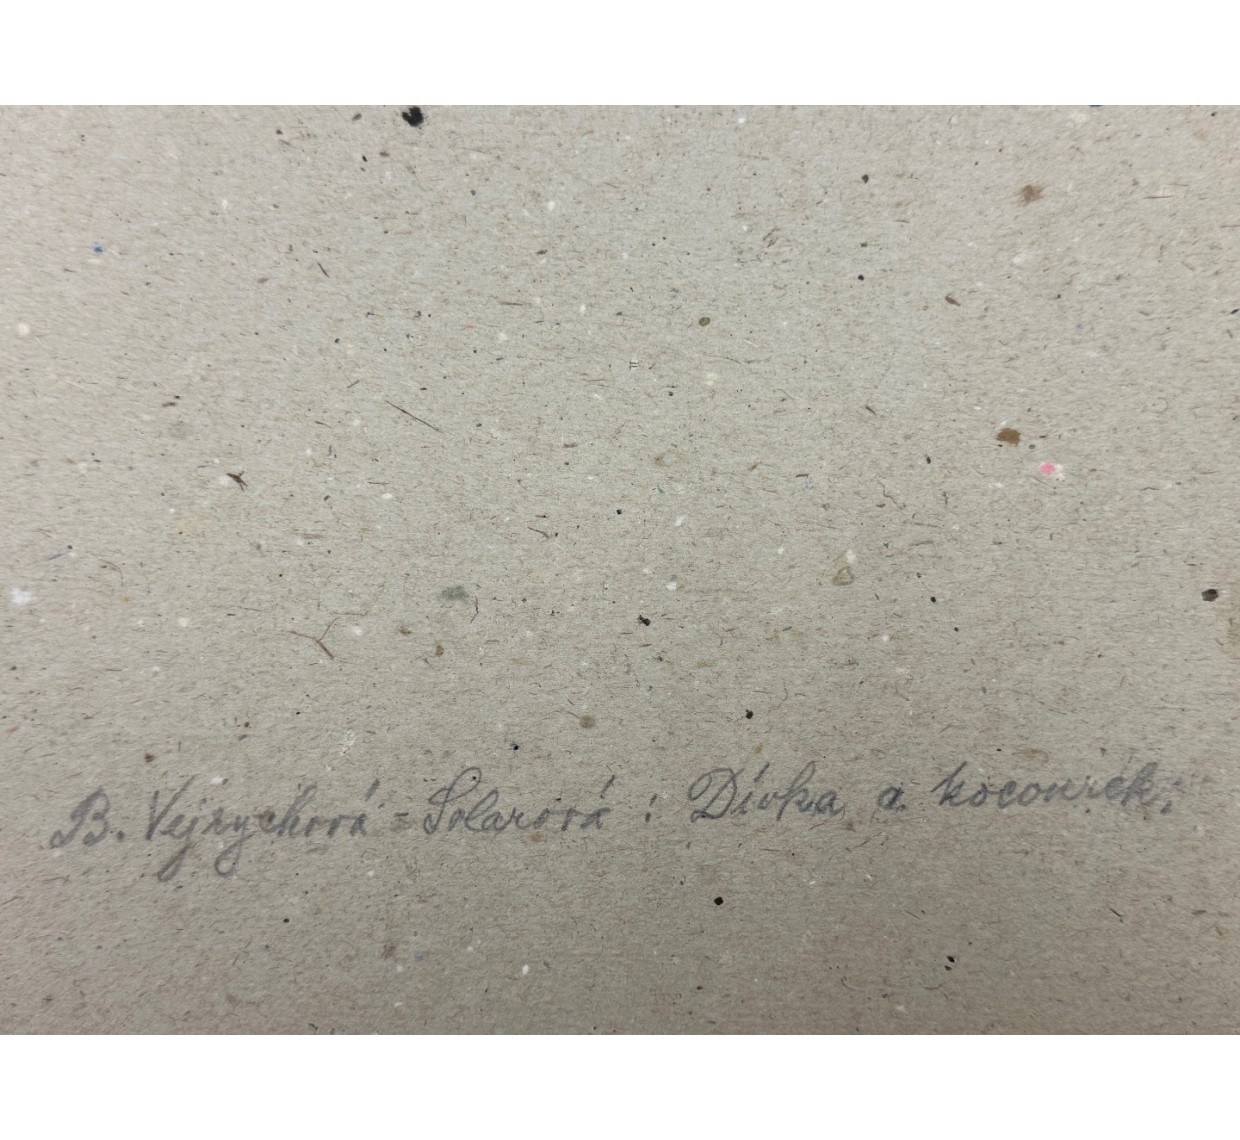 B. Vejrychová - Solarová : Dívka a kocourek;